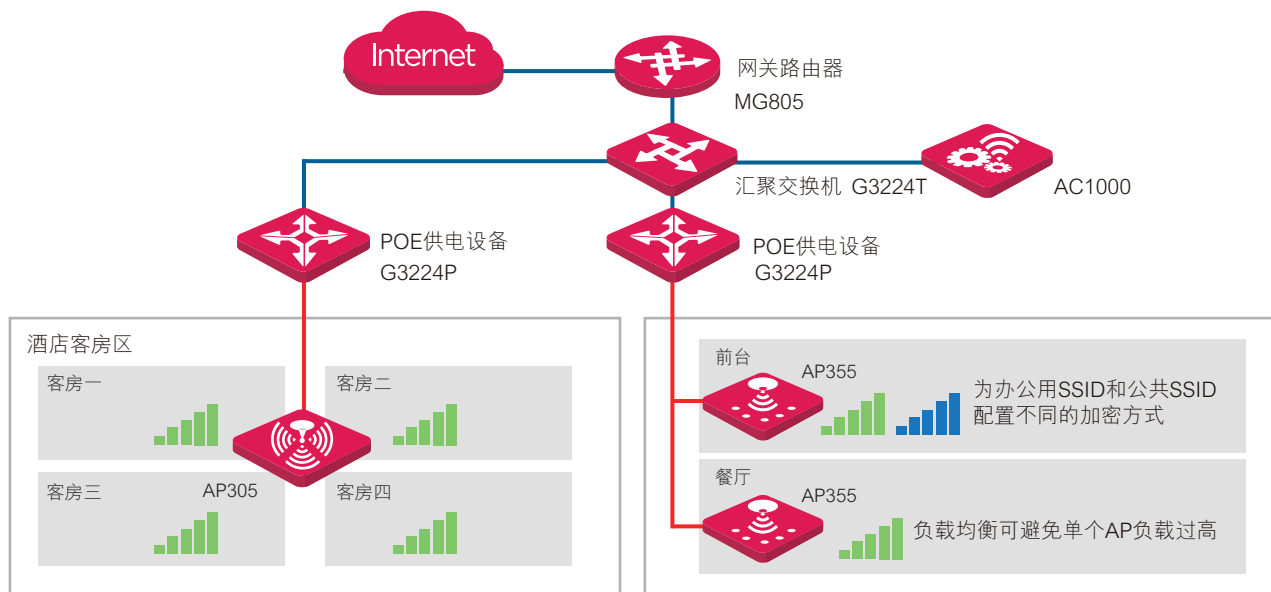 Internet
网关路由器
MG805
汇聚交换机 G3224T
AC1000
POE供电设备
G3224P
POE供电设备
G3224P
酒店客房区
客房一
客房二
客房三
AP305
客房四
前台
AP355
为办公用SSID和公共SSID
配置不同的加密方式
餐厅
AP355
负载均衡可避免单个AP负载过高